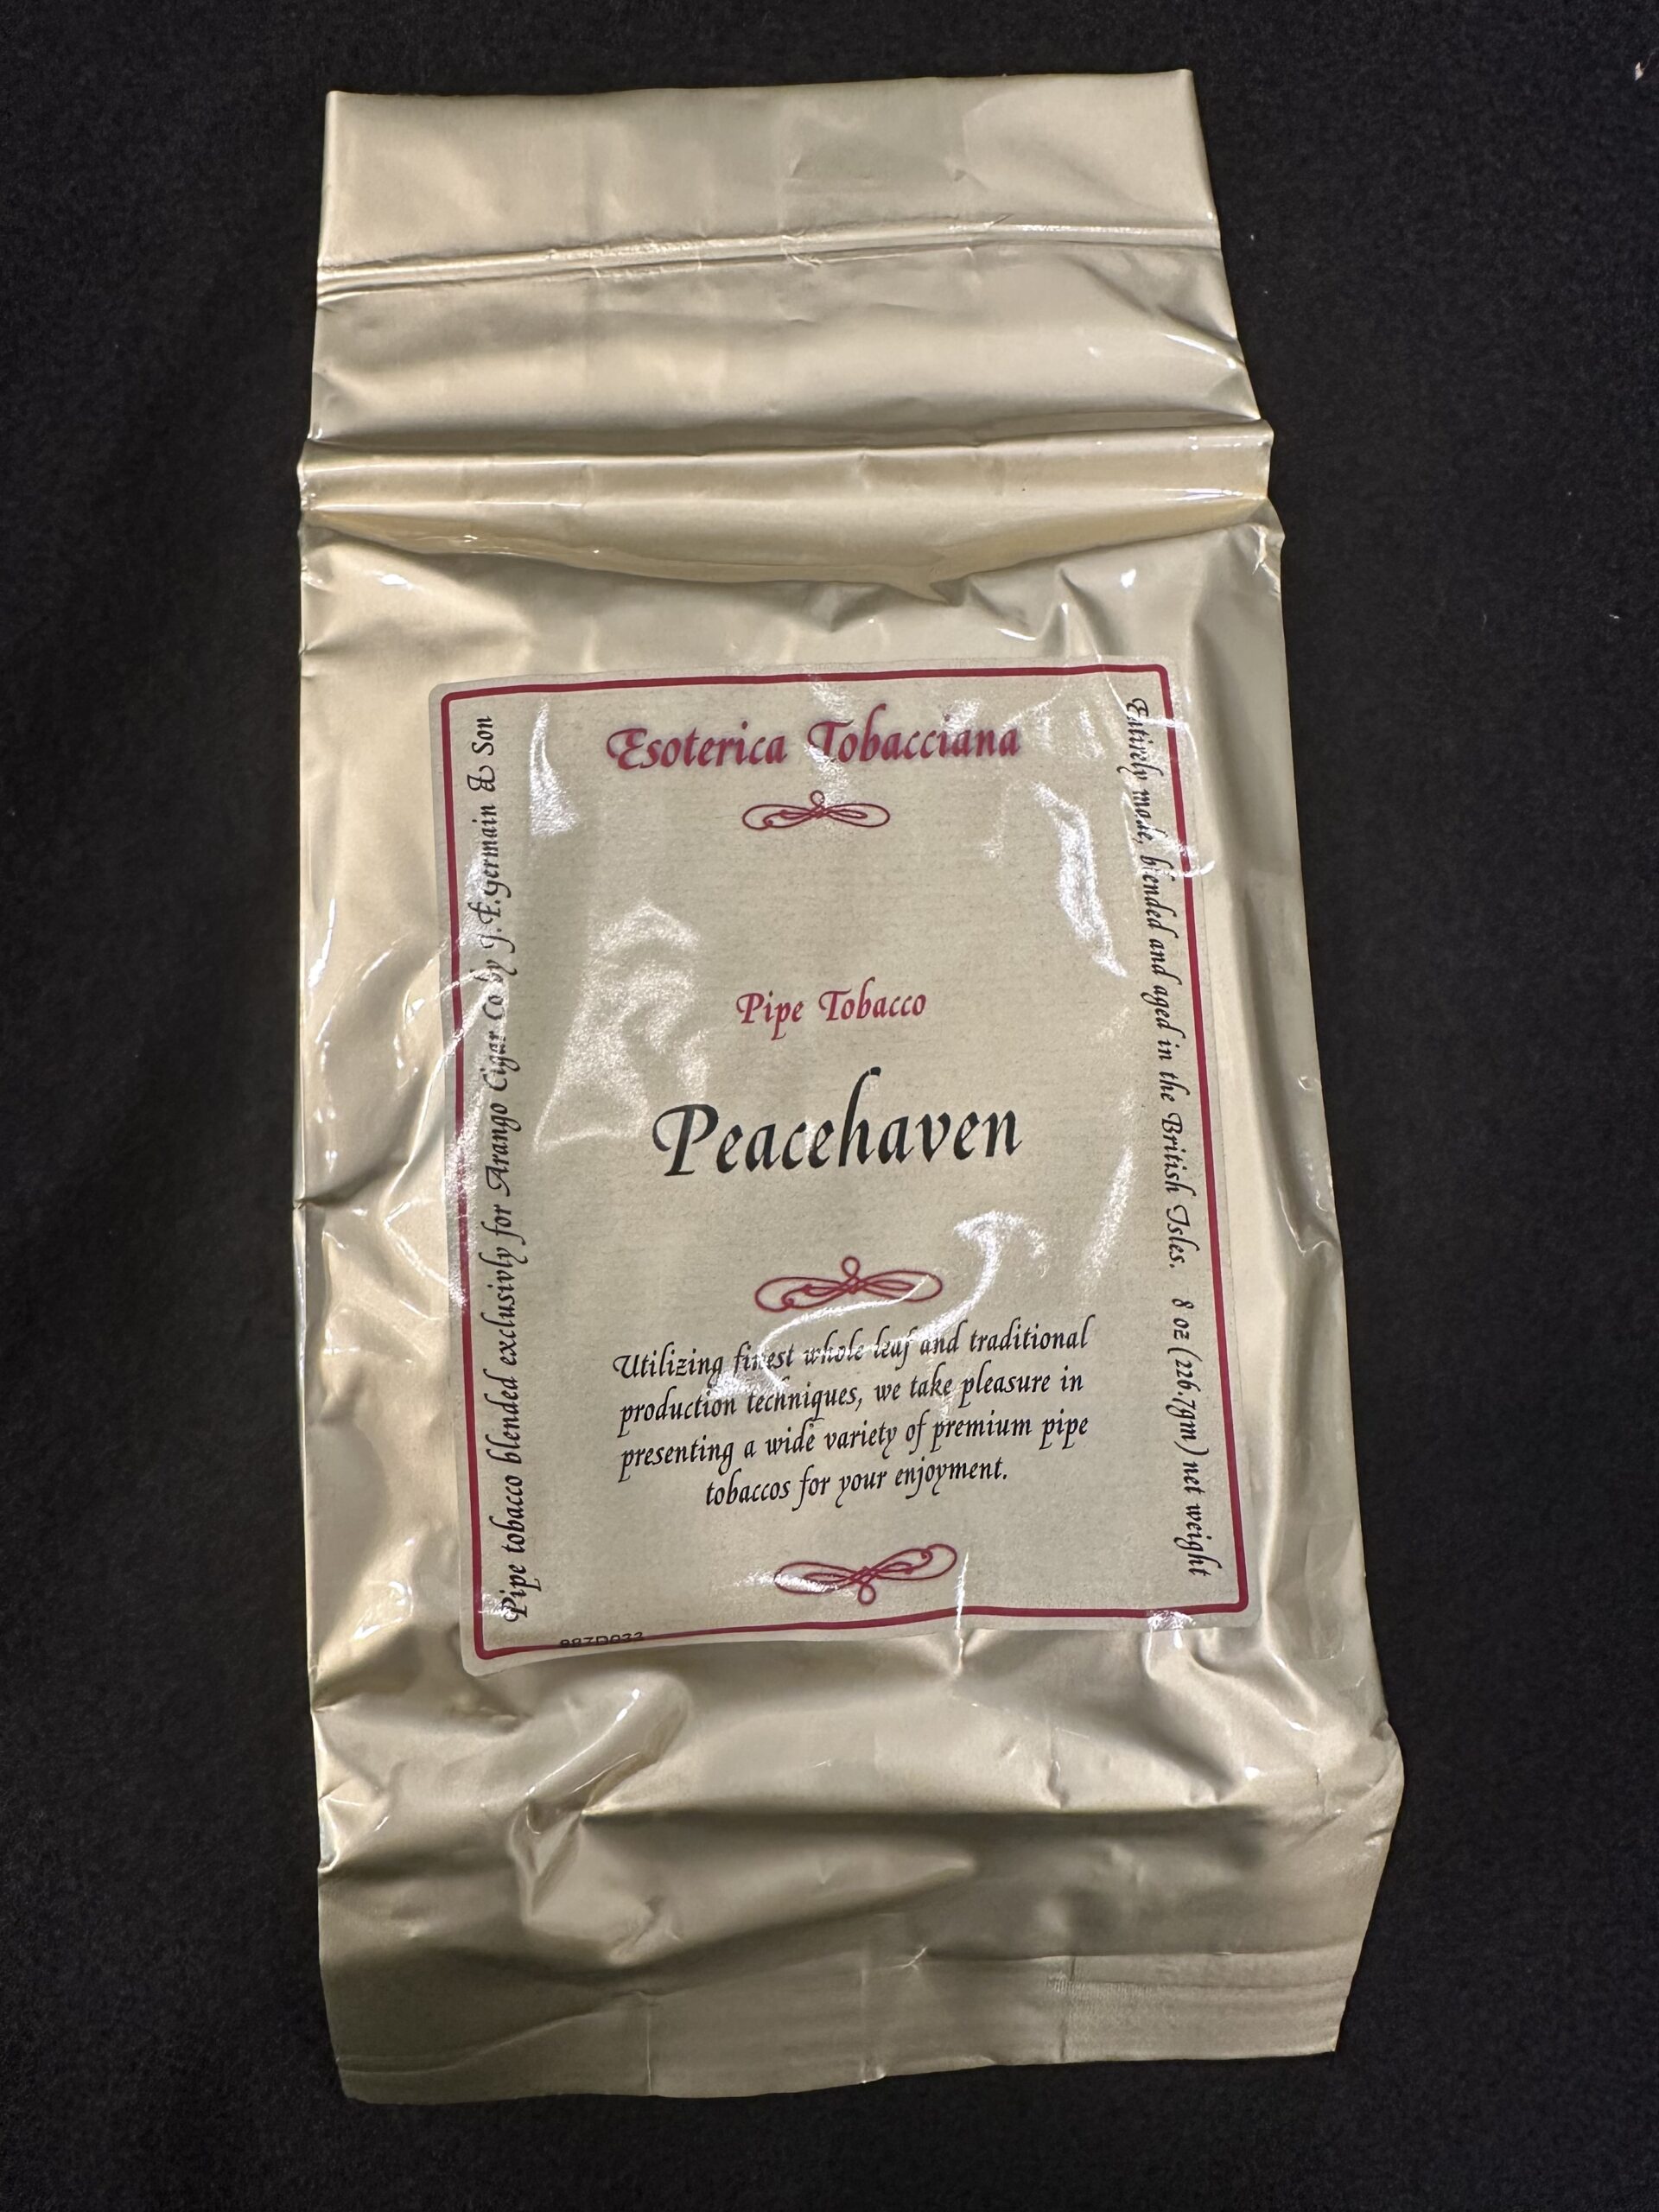 Esoterica Tobacciana
Pipe Tobacco
Peacehaven
Utilizing finest whole leaf and traditional
production techniques, we take pleasure in
presenting a wide variety of premium pipe
tobaccos for your enjoyment.
Pipe tobacco blended exclusivly for Arango Cigar Co by J.F.Germain & Son
Entirely made, blended and aged in the British Isles. 8 oz (226.7gm) net weight